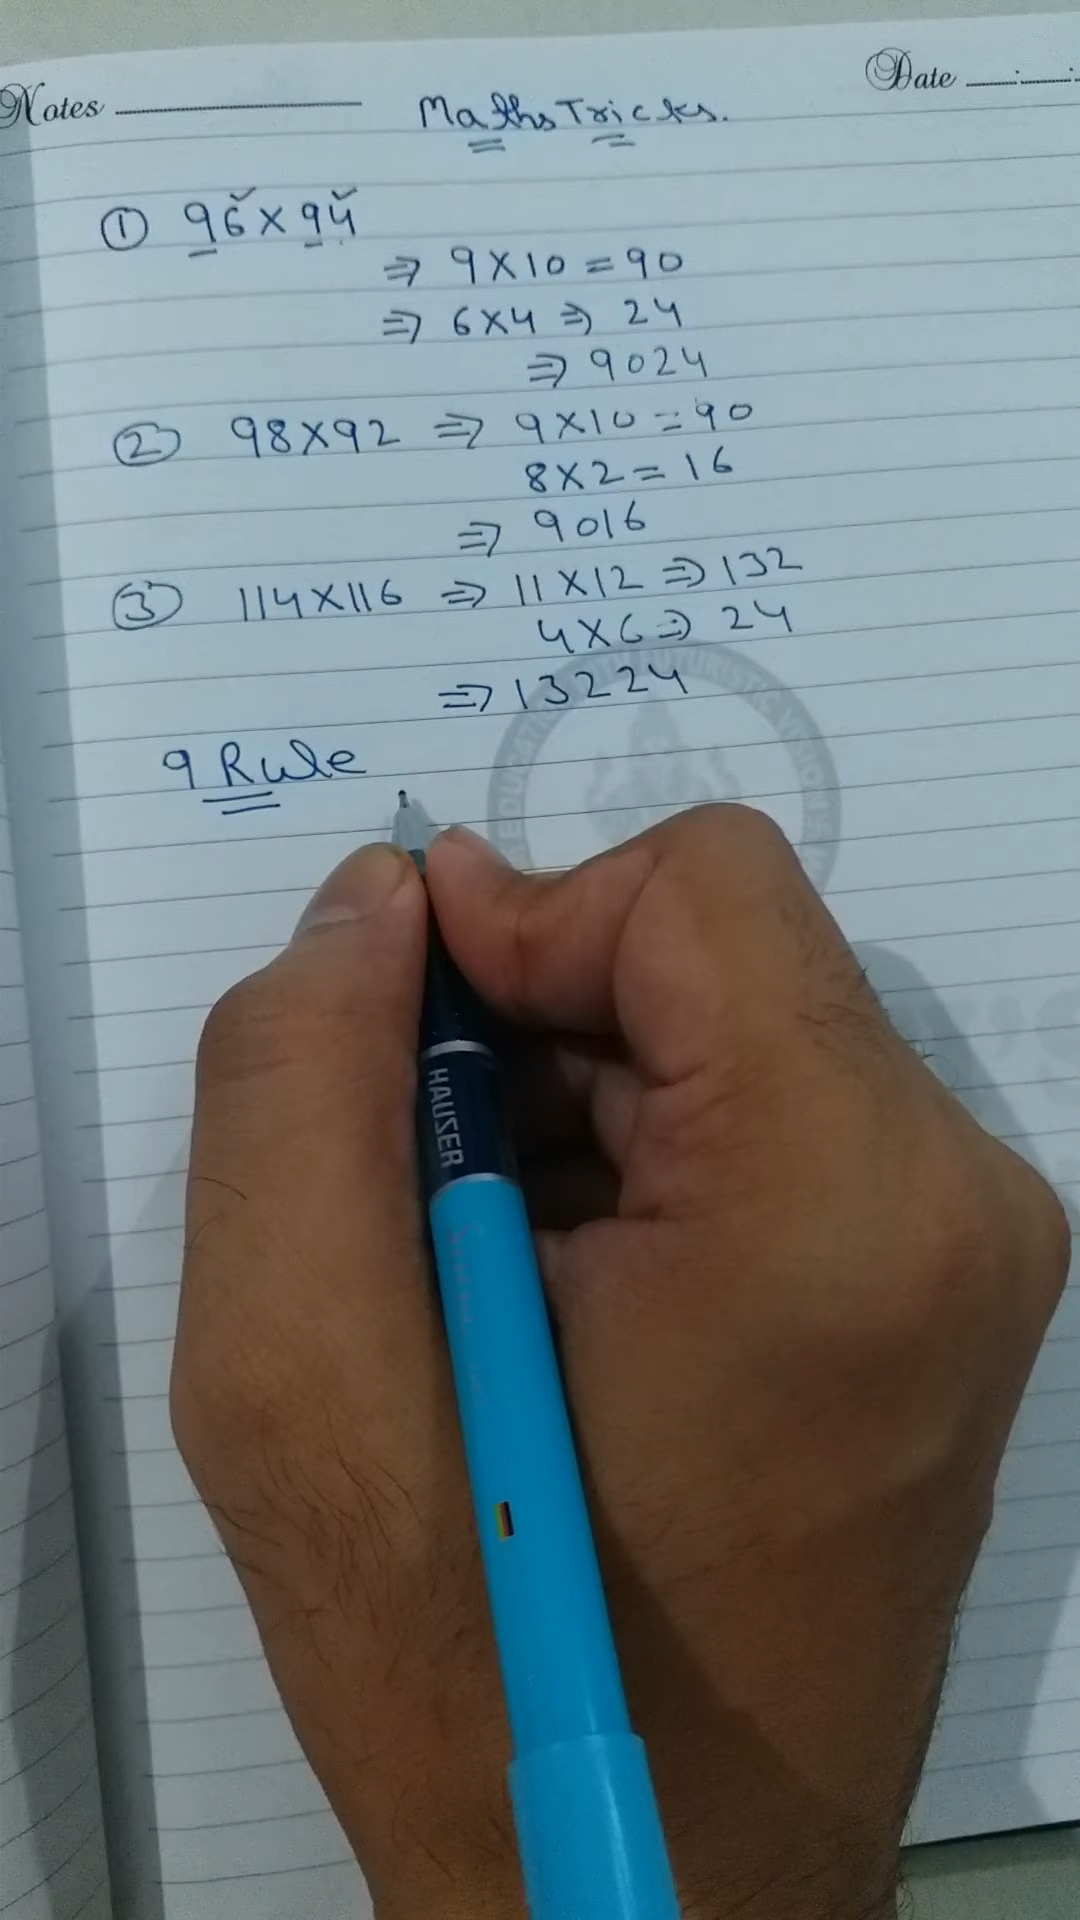 Notes
Date
Maths Tricks.
① 96 × 94
⇒ 9 × 10 = 90
⇒ 6 × 4 ⇒ 24
⇒ 9024
② 98 × 92 ⇒ 9 × 10 = 90
8 × 2 = 16
⇒ 9016
③ 114 × 116 ⇒ 11 × 12 ⇒ 132
4 × 6 ⇒ 24
⇒ 13224
9 Rule
HAUSER